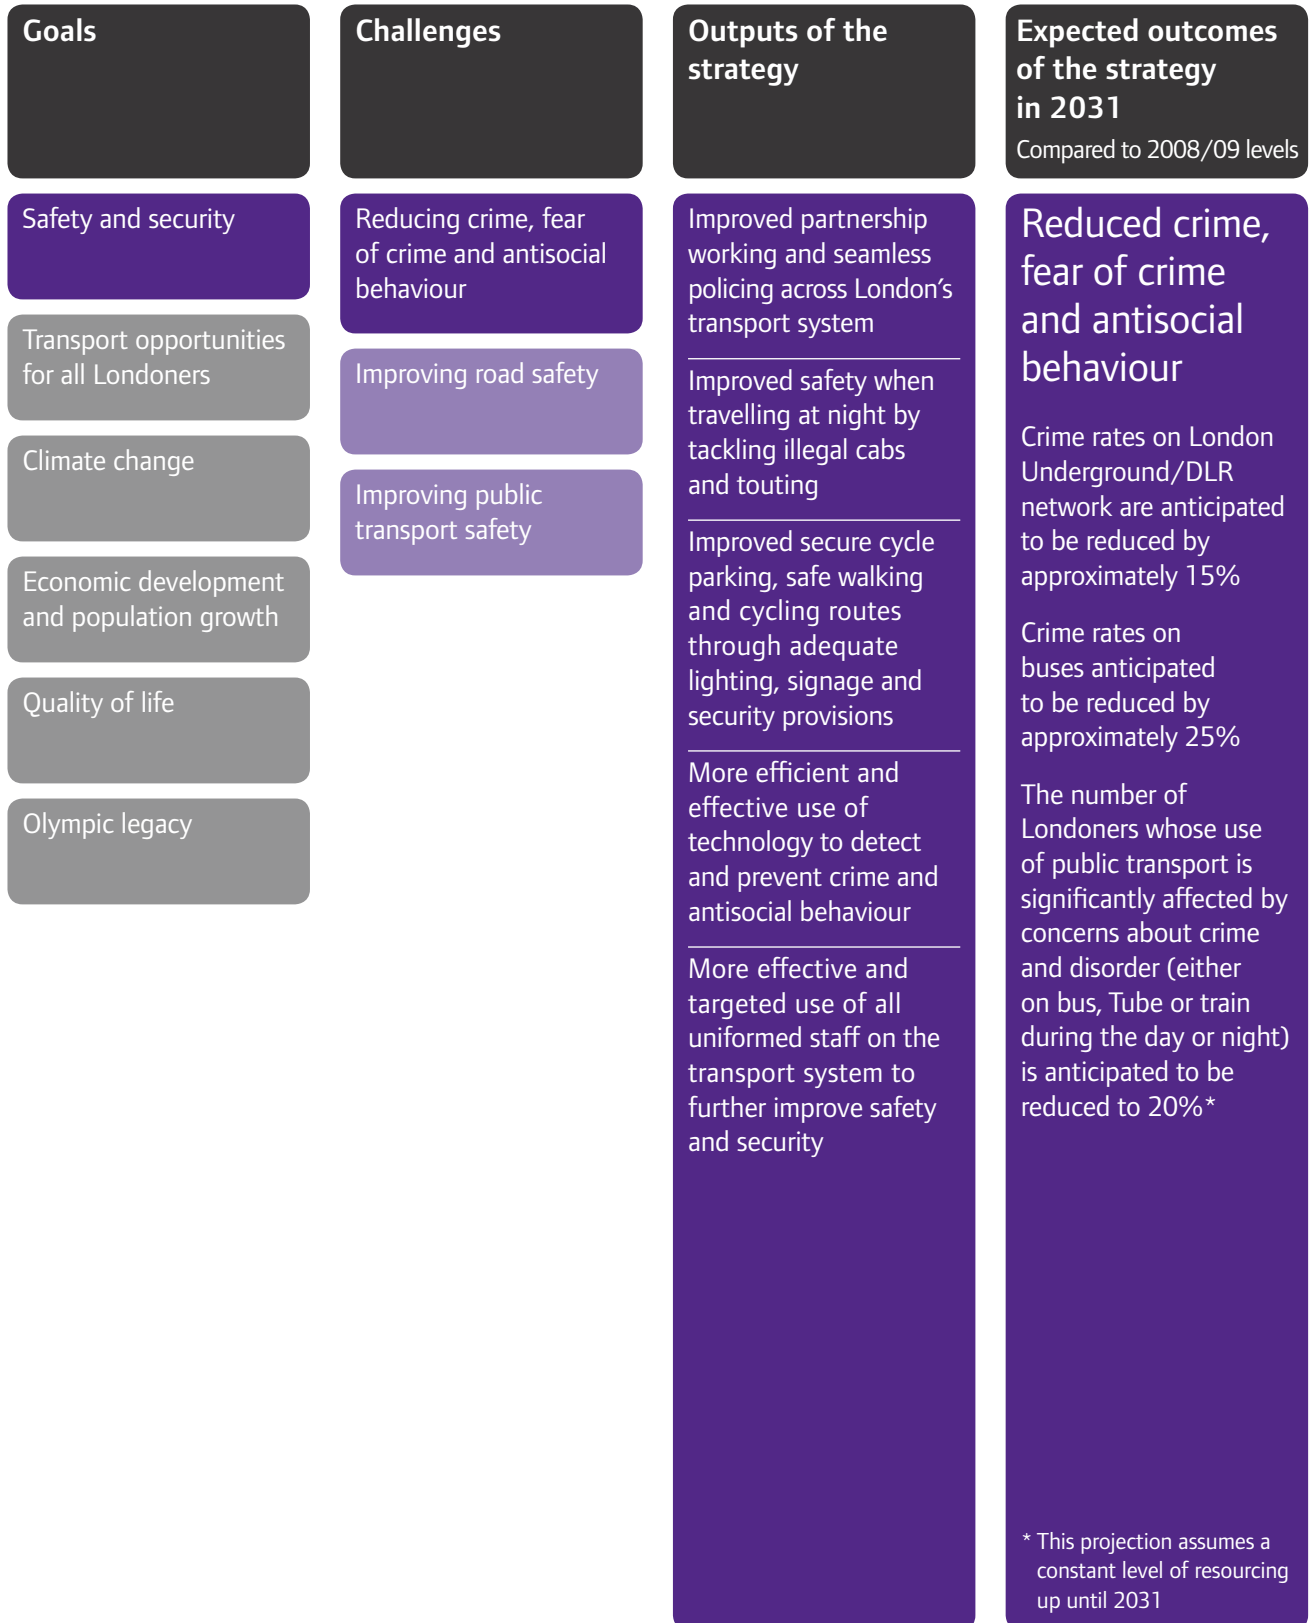 Goals
Safety and security
Transport opportunities
for all Londoners
Climate change
Economic development
and population growth
Quality of life
Olympic legacy
Challenges
Reducing crime, fear
of crime and antisocial
behaviour
Improving road safety
Improving public
transport safety
Outputs of the
strategy
Improved partnership
working and seamless
policing across London’s
transport system
Improved safety when
travelling at night by
tackling illegal cabs
and touting
Improved secure cycle
parking, safe walking
and cycling routes
through adequate
lighting, signage and
security provisions
More efficient and
effective use of
technology to detect
and prevent crime and
antisocial behaviour
More effective and
targeted use of all
uniformed staff on the
transport system to
further improve safety
and security
Expected outcomes
of the strategy
in 2031
Compared to 2008/09 levels
Reduced crime,
fear of crime
and antisocial
behaviour
Crime rates on London
Underground/DLR
network are anticipated
to be reduced by
approximately 15%
Crime rates on
buses anticipated
to be reduced by
approximately 25%
The number of
Londoners whose use
of public transport is
significantly affected by
concerns about crime
and disorder (either
on bus, Tube or train
during the day or night)
is anticipated to be
reduced to 20%*
* This projection assumes a
constant level of resourcing
up until 2031